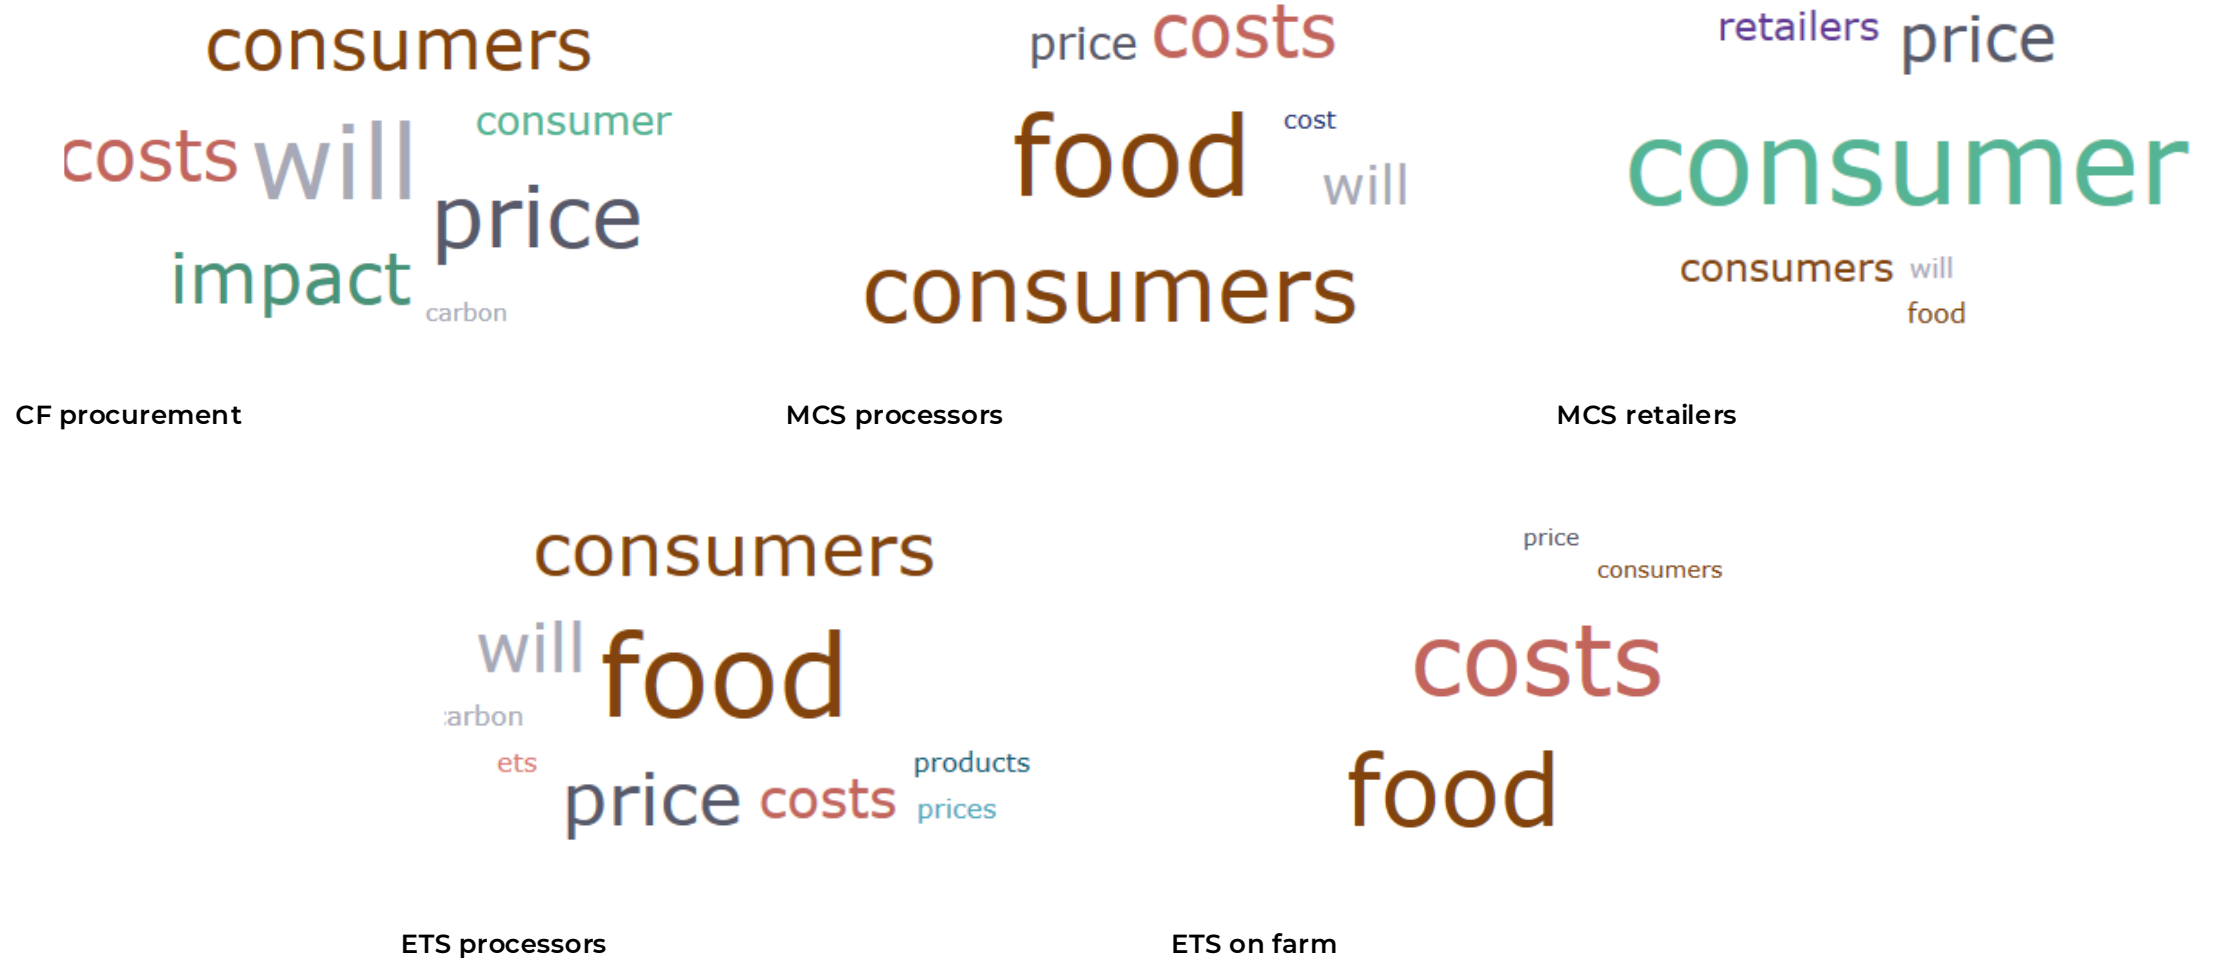 consumers
consumer
costs will
price
impact
carbon
CF procurement
price costs
food
cost
will
consumers
MCS processors
retailers price
consumer
consumers will
food
MCS retailers
consumers
will food
arbon
ets
products
price costs
prices
ETS processors
price
consumers
costs
food
ETS on farm